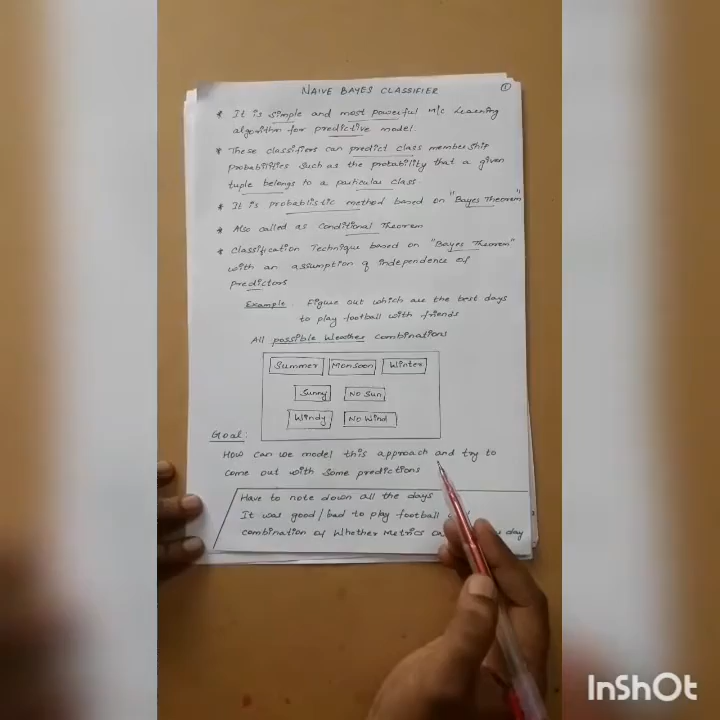 NAIVE BAYES CLASSIFIER 1
* It is simple and most powerful M/c Learning
algorithm for predictive model.
* These classifiers can predict class membership
probabilities such as the probability that a given
tuple belongs to a particular class
* It is probablistic method based on "Bayes Theorem"
* Also called as Conditional Theorem
* Classification Technique based on "Bayes Theorem"
with an assumption of independence of
predictors
Example: Figure out which are the best days
to play football with friends
All possible Weather combinations
Summer Monsoon Winter
Sunny No Sun
Windy No Wind
Goal:
How can we model this approach and try to
come out with some predictions
Have to note down all the days
It was good/bad to play football
combination of Whether Metrics on day
InShOt